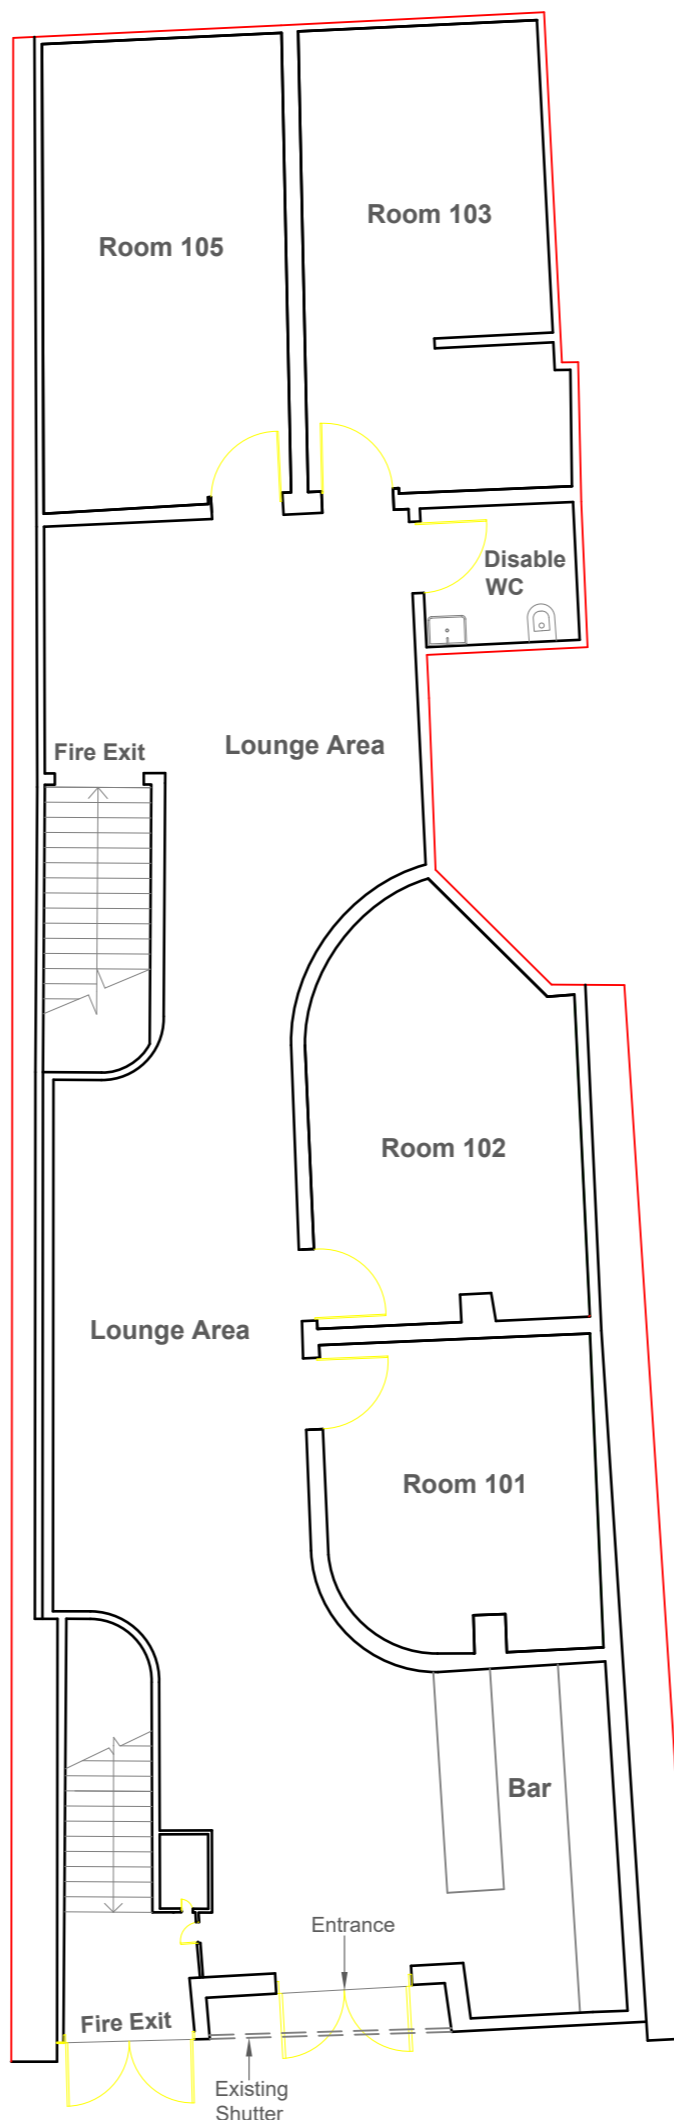 Room 103
Room 105
Disable
WC
Lounge Area
Fire Exit
Room 102
Lounge Area
Room 101
Bar
Entrance
Fire Exit
Existing
Shutter